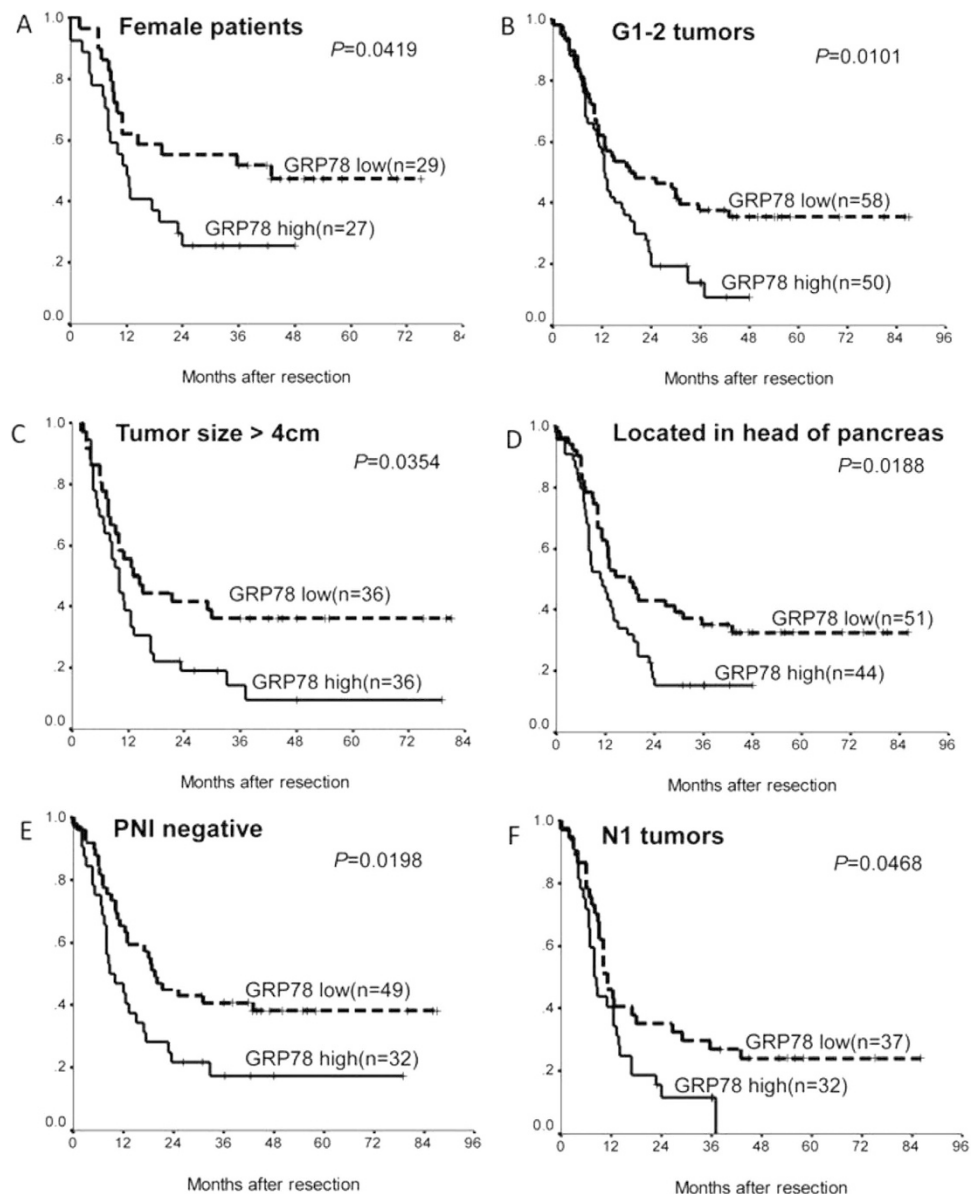 A Female patients
P=0.0419
1.0
.8
.6
.4
.2
0.0
GRP78 low(n=29)
GRP78 high(n=27)
0 12 24 36 48 60 72 84
Months after resection
B G1-2 tumors
P=0.0101
1.0
.8
.6
.4
.2
0.0
GRP78 low(n=58)
GRP78 high(n=50)
0 12 24 36 48 60 72 84 96
Months after resection
C Tumor size > 4cm
P=0.0354
1.0
.8
.6
.4
.2
0.0
GRP78 low(n=36)
GRP78 high(n=36)
0 12 24 36 48 60 72 84
Months after resection
D Located in head of pancreas
P=0.0188
1.0
.8
.6
.4
.2
0.0
GRP78 low(n=51)
GRP78 high(n=44)
0 12 24 36 48 60 72 84 96
Months after resection
E PNI negative
P=0.0198
1.0
.8
.6
.4
.2
0.0
GRP78 low(n=49)
GRP78 high(n=32)
0 12 24 36 48 60 72 84 96
Months after resection
F N1 tumors
P=0.0468
1.0
.8
.6
.4
.2
0.0
GRP78 low(n=37)
GRP78 high(n=32)
0 12 24 36 48 60 72 84 96
Months after resection